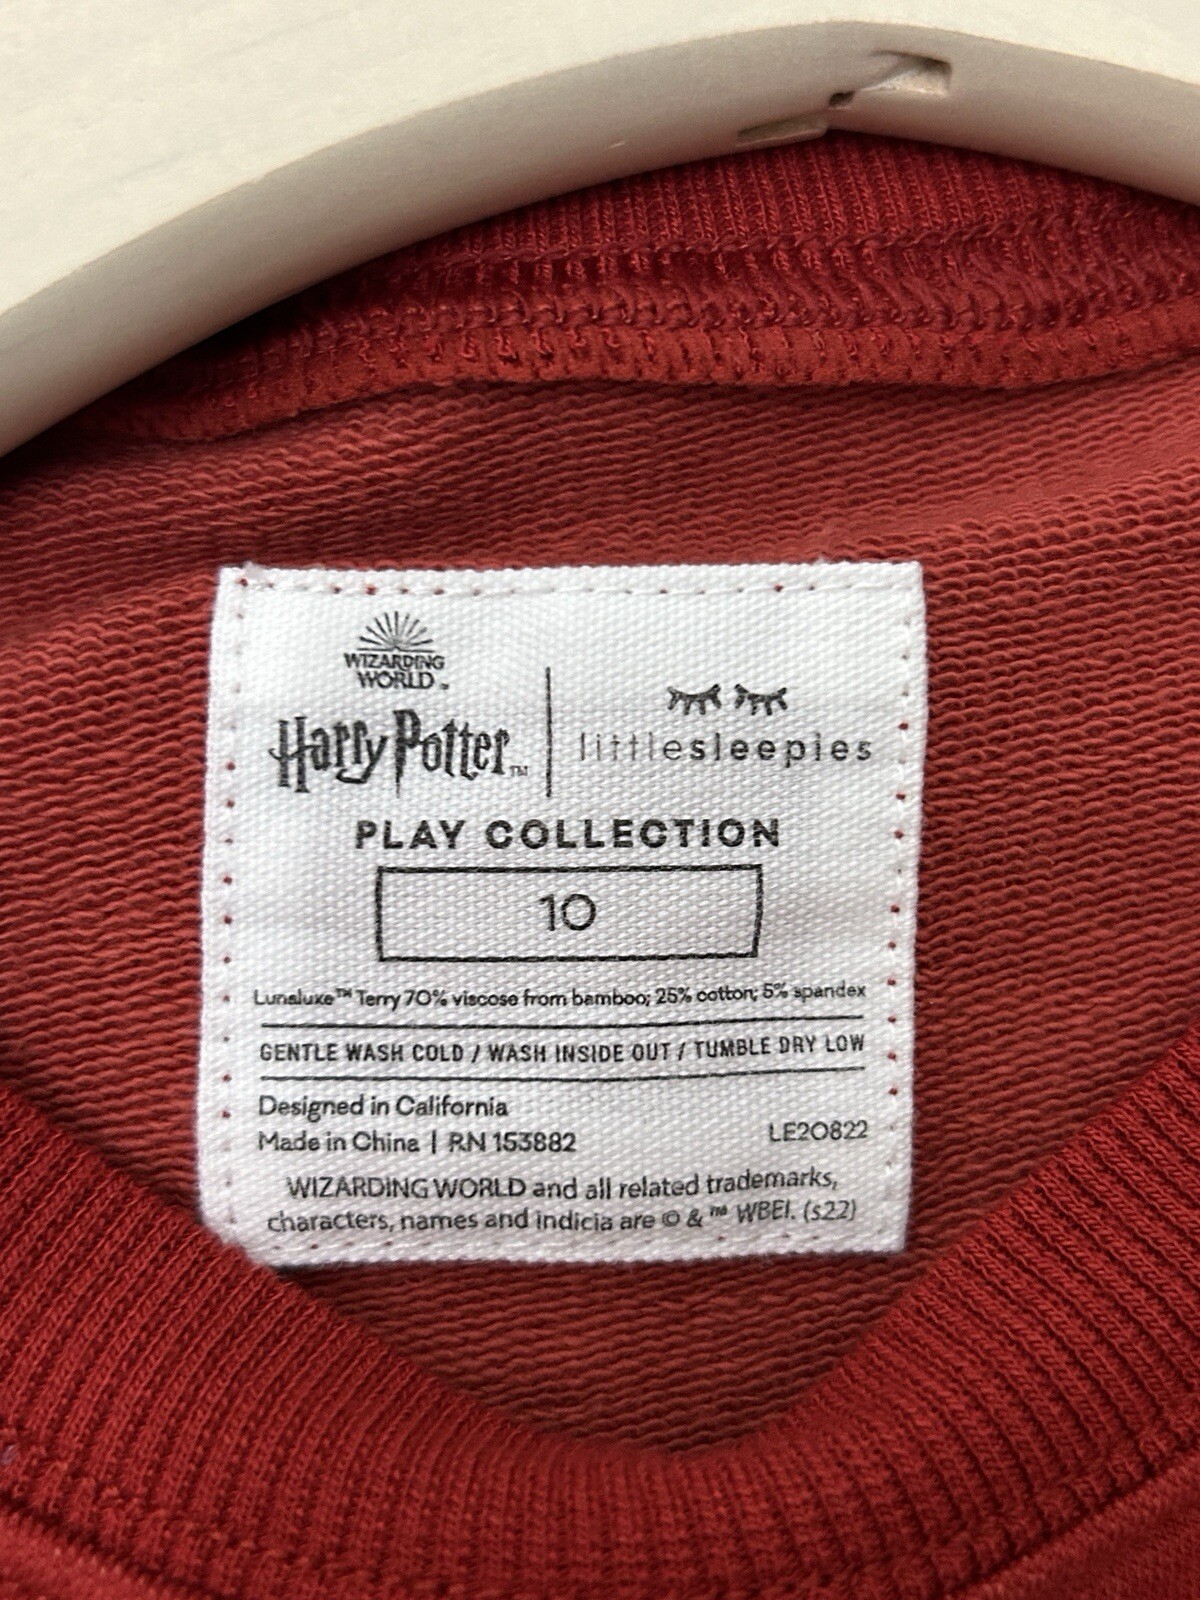 WIZARDING
WORLD™
Harry Potter™
littlesleepies
PLAY COLLECTION
10
Lunaluxe™ Terry 70% viscose from bamboo; 25% cotton; 5% spandex
GENTLE WASH COLD / WASH INSIDE OUT / TUMBLE DRY LOW
Designed in California
Made in China | RN 153882
LE20822
WIZARDING WORLD and all related trademarks,
characters, names and indicia are © & ™ WBEI. (s22)